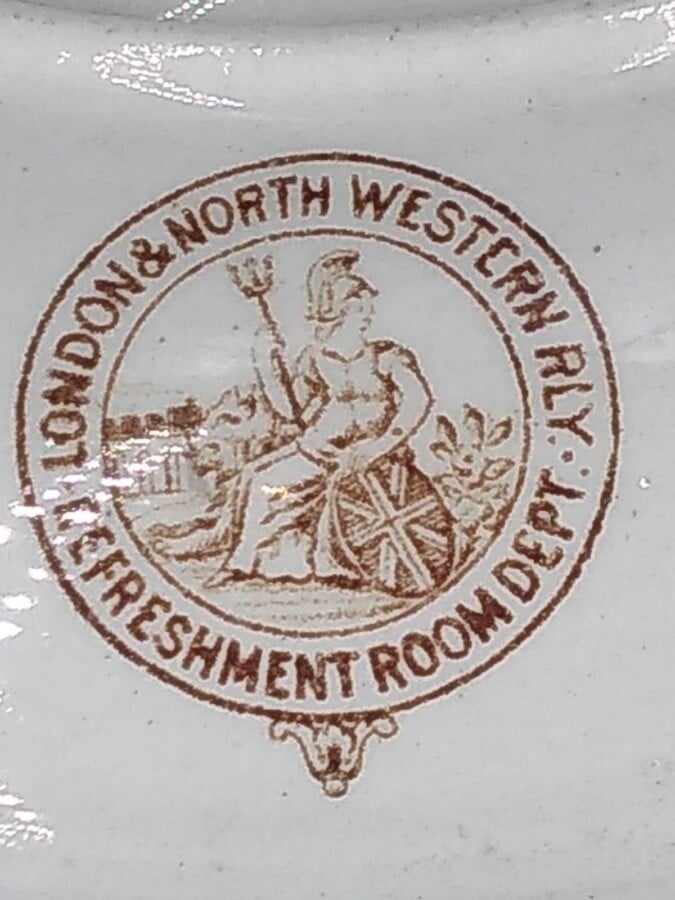 LONDON & NORTH WESTERN RLY.
REFRESHMENT ROOM DEPT.